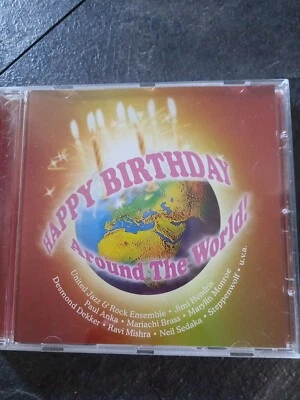 HAPPY BIRTHDAY
Around The World!
United Jazz & Rock Ensemble • Jimi Hendrix
Paul Anka • Mariachi Brass • Marylin Monroe
Desmond Dekker • Ravi Mishra • Neil Sedaka • Steppenwolf • u.v.a.